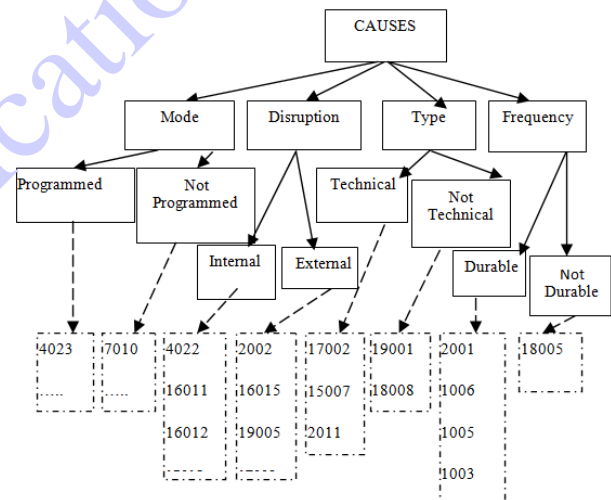 CAUSES
Mode
Disruption
Type
Frequency
Programmed
Not
Programmed
Technical
Not
Technical
Internal
External
Durable
Not
Durable
4023
.....
7010
.....
4022
16011
16012
......
2002
16015
19005
......
17002
15007
2011
19001
18008
2001
1006
1005
1003
18005